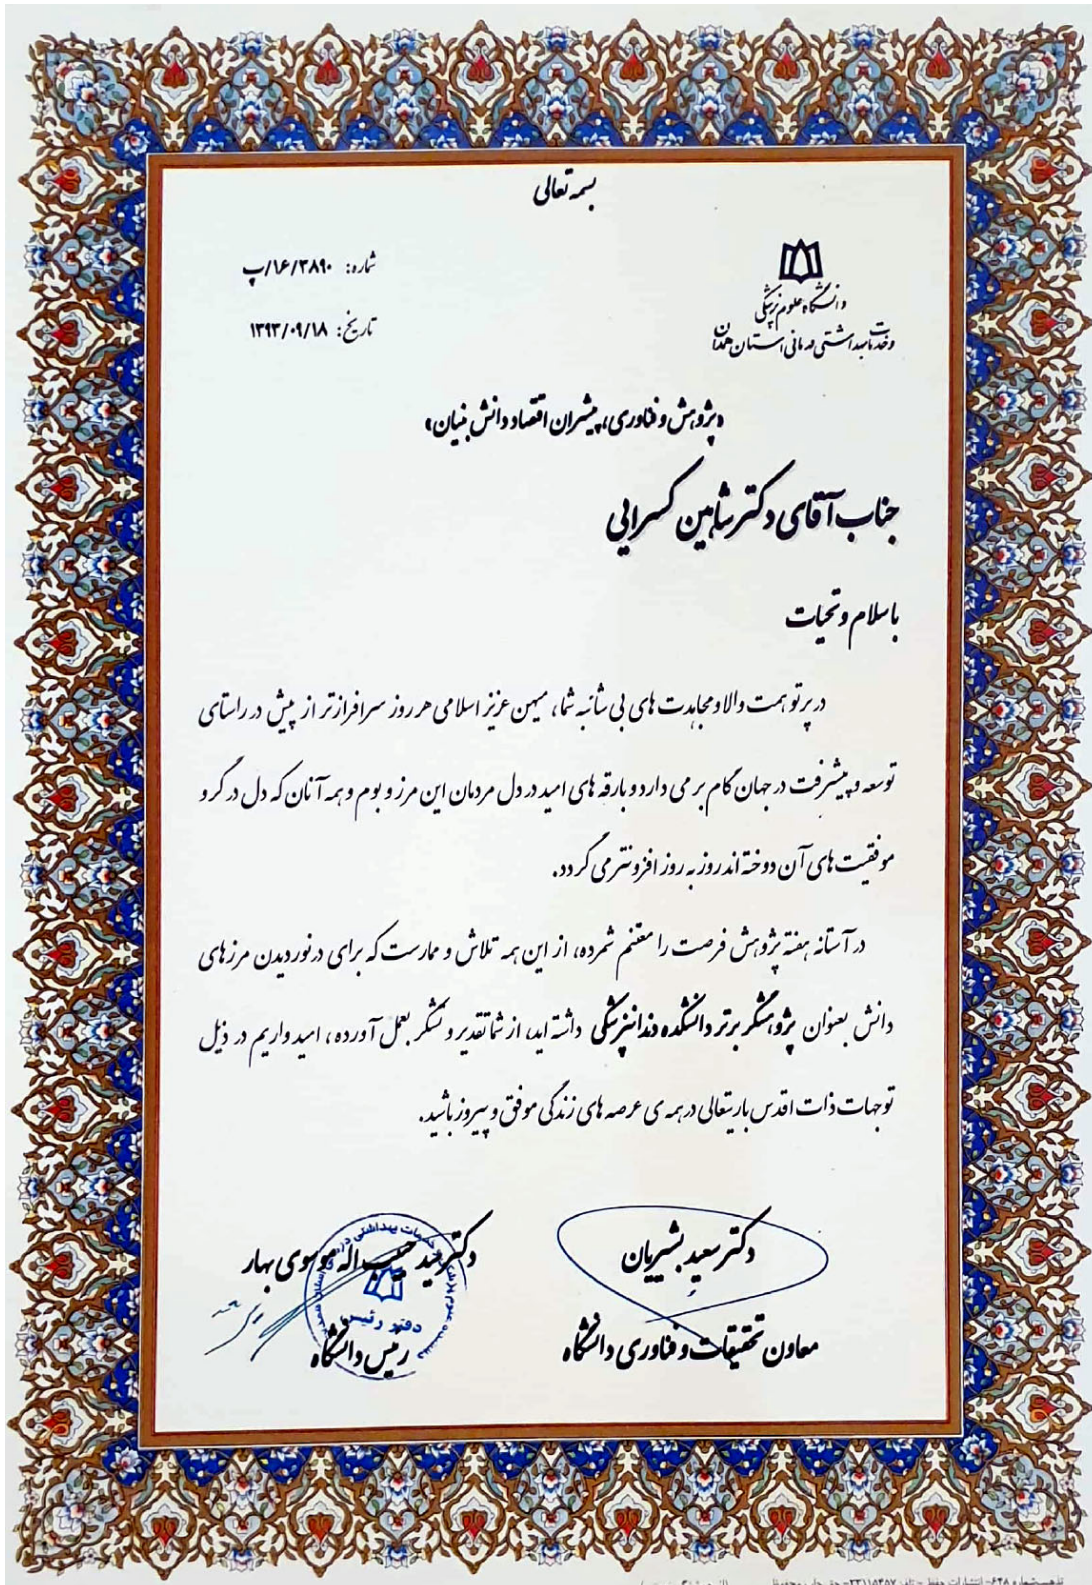 بسمه تعالی
دانشگاه علوم پزشکی
وخدمات بهداشتی درمانی استان همدان
شماره: ۱۶/۳۸۹۰/پ
تاریخ: ۱۳۹۳/۰۹/۱۸
«پژوهش و فناوری، پیشران اقتصاد دانش بنیان»
جناب آقای دکتر شاهین کسرایی
باسلام وتحیات
در پرتو همت والا و مجاهدت های بی شائبه شما، میهن عزیز اسلامی هر روز سرافرازتر از پیش در راستای
توسعه و پیشرفت در جهان گام بر می دارد و بارقه های امید در دل مردمان این مرز و بوم و همه آنان که دل در گرو
موفقیت های آن دوخته اند روز به روز افزونتر می گردد.
در آستانه هفته پژوهش فرصت را مغتنم شمرده، از این همه تلاش و ممارست که برای درنوردیدن مرزهای
دانش بعنوان پژوهشگر برتر دانشکده دندانپزشکی داشته اید، از شما تقدیر و تشکر بعمل آورده، امید واریم در ذیل
توجهات ذات اقدس باریتعالی در همه ی عرصه های زندگی موفق و پیروز باشید.
دکتر سعید بشیریان
معاون تحقیقات و فناوری دانشگاه
دکتر سید حبیب اله موسوی بهار
رئیس دانشگاه
دفتر رئیس